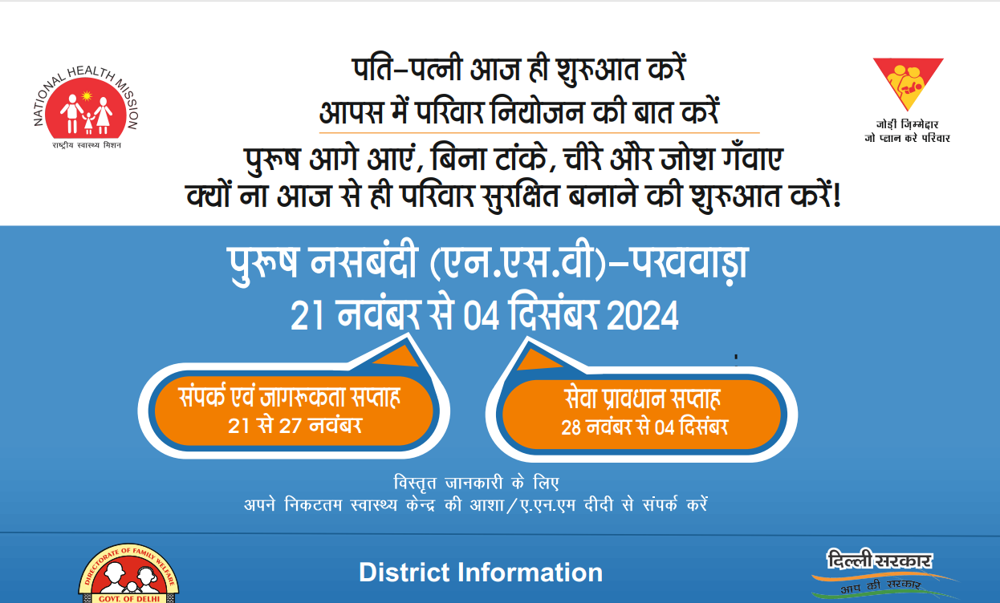 NATIONAL HEALTH MISSION
राष्ट्रीय स्वास्थ्य मिशन
पति-पत्नी आज ही शुरुआत करें
आपस में परिवार नियोजन की बात करें
जोड़ी ज़िम्मेदार
जो प्लान करे परिवार
पुरूष आगे आएं, बिना टांके, चीरे और जोश गँवाए
क्यों ना आज से ही परिवार सुरक्षित बनाने की शुरुआत करें!
पुरूष नसबंदी (एन.एस.वी)-पखवाड़ा
21 नवंबर से 04 दिसंबर 2024
संपर्क एवं जागरूकता सप्ताह
21 से 27 नवंबर
सेवा प्रावधान सप्ताह
28 नवंबर से 04 दिसंबर
विस्तृत जानकारी के लिए
अपने निकटतम स्वास्थ्य केन्द्र की आशा/ए.एन.एम दीदी से संपर्क करें
DIRECTORATE OF FAMILY WELFARE
GOVT. OF DELHI
District Information
दिल्ली सरकार
आप की सरकार